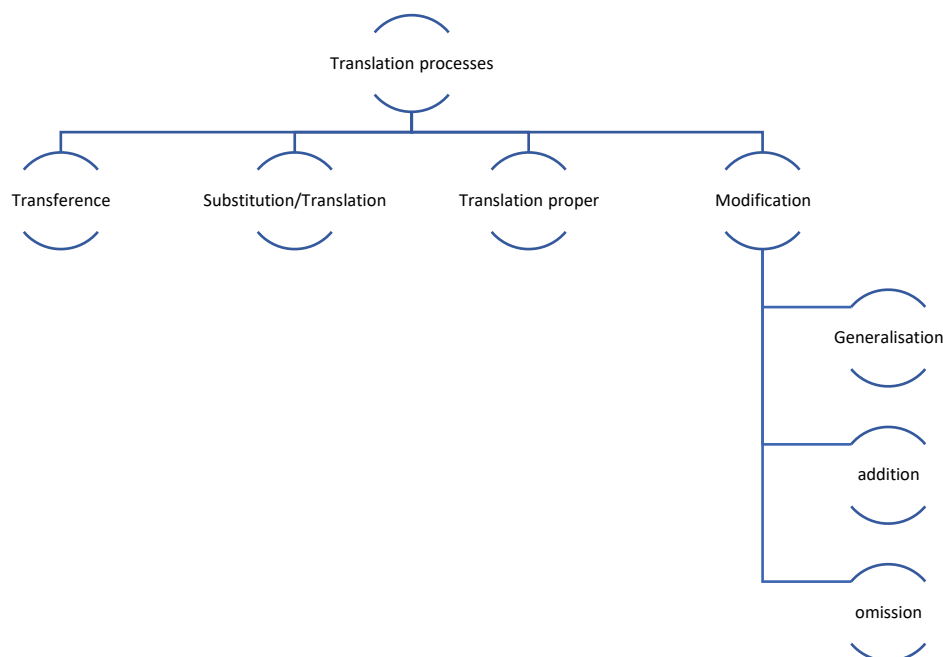 Translation processes
Transference
Substitution/Translation
Translation proper
Modification
Generalisation
addition
omission